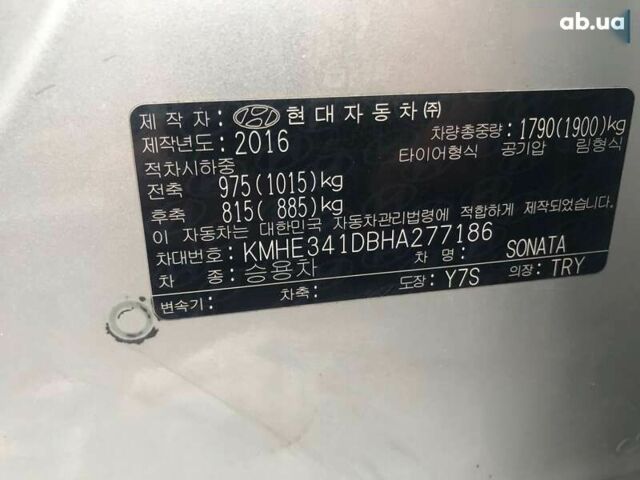 ab.ua
제 작 자: 현대자동차㈜
제작년도: 2016 차량총중량: 1790(1900)kg
적차시하중 타이어형식 공기압 림형식
전축 975(1015)kg
후축 815( 885)kg
이 자동차는 대한민국 자동차관리법령에 적합하게 제작되었음.
차대번호: KMHE341DBHA277186
차 종: 승용차 차 명: SONATA
변속기: 차축: 도장: Y7S 의장: TRY